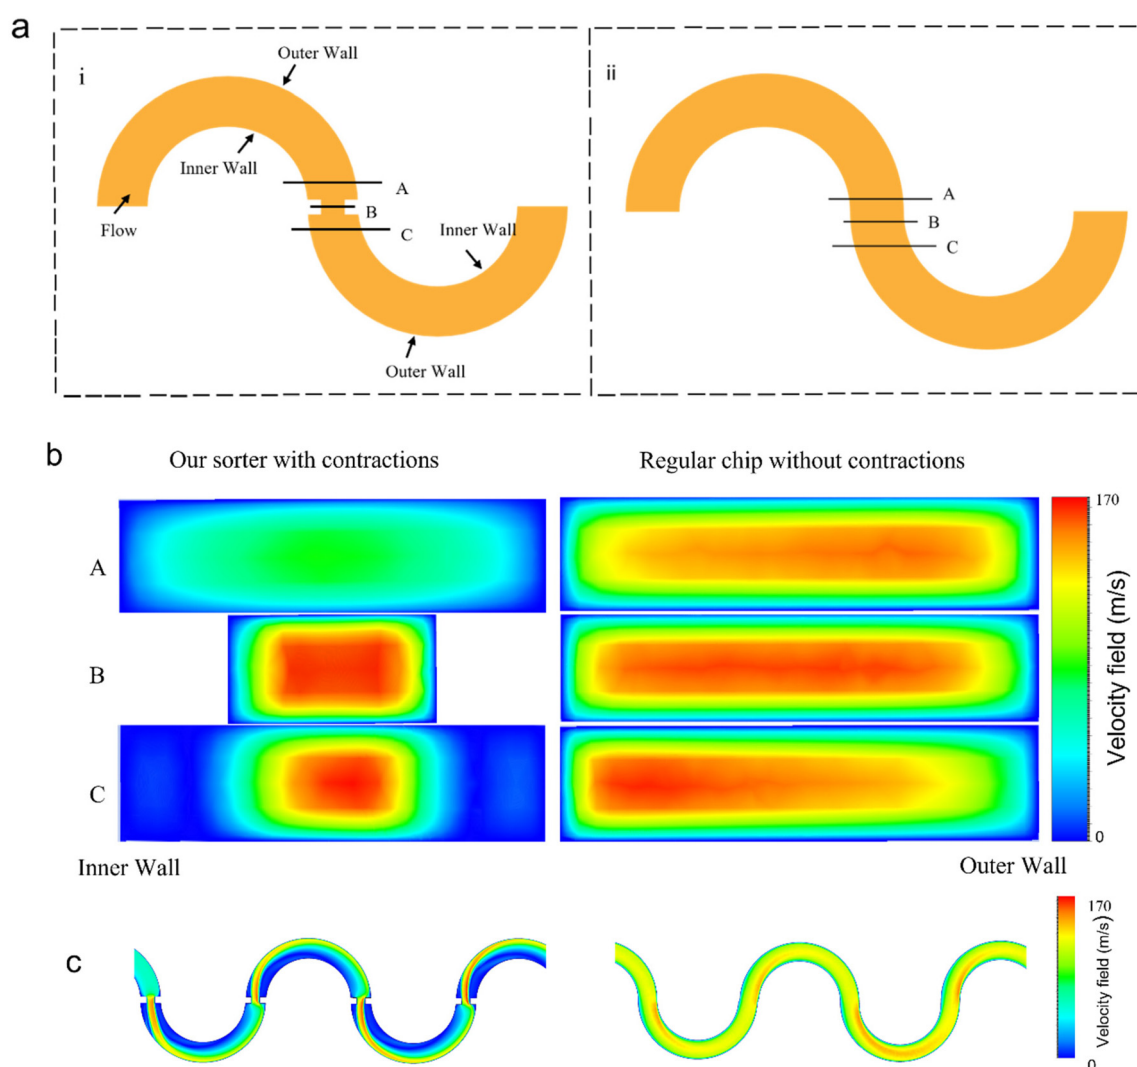 a
i
Outer Wall
Inner Wall
A
B
C
Flow
Inner Wall
Outer Wall
ii
A
B
C
b
Our sorter with contractions
Regular chip without contractions
A
B
C
170
Velocity field (m/s)
0
Inner Wall
Outer Wall
c
170
Velocity field (m/s)
0